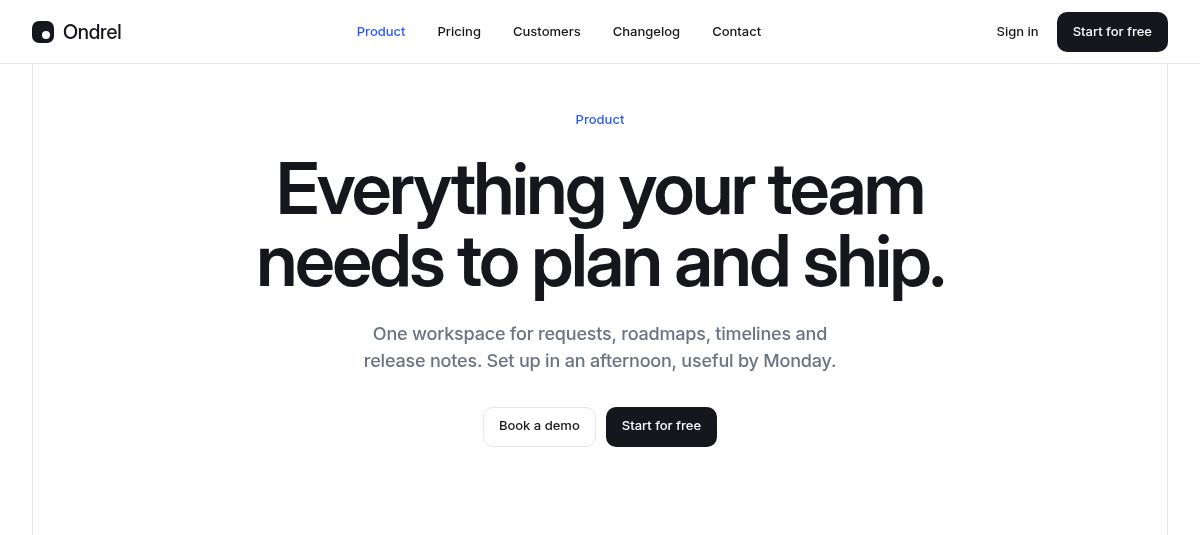 Ondrel
Product
Pricing
Customers
Changelog
Contact
Sign in
Start for free
Product
Everything your team
needs to plan and ship.
One workspace for requests, roadmaps, timelines and
release notes. Set up in an afternoon, useful by Monday.
Book a demo
Start for free